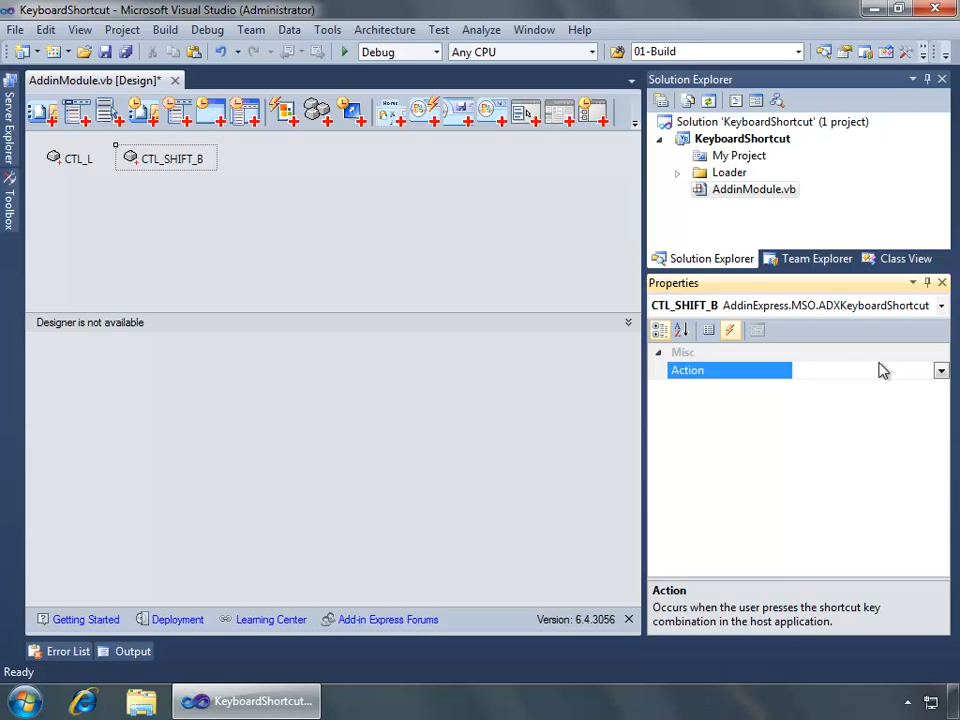 KeyboardShortcut - Microsoft Visual Studio (Administrator)
File Edit View Project Build Debug Team Data Tools Architecture Test Analyze Window Help
Debug Any CPU 01-Build
AddinModule.vb [Design]*
Server Explorer
Toolbox
Home
CTL_L CTL_SHIFT_B
Designer is not available
Getting Started Deployment Learning Center Add-in Express Forums Version: 6.4.3056
Solution Explorer
Solution 'KeyboardShortcut' (1 project)
KeyboardShortcut
My Project
Loader
AddinModule.vb
Solution Explorer Team Explorer Class View
Properties
CTL_SHIFT_B AddinExpress.MSO.ADXKeyboardShortcut
Misc
Action
Action
Occurs when the user presses the shortcut key
combination in the host application.
Error List Output
Ready
KeyboardShortcut...